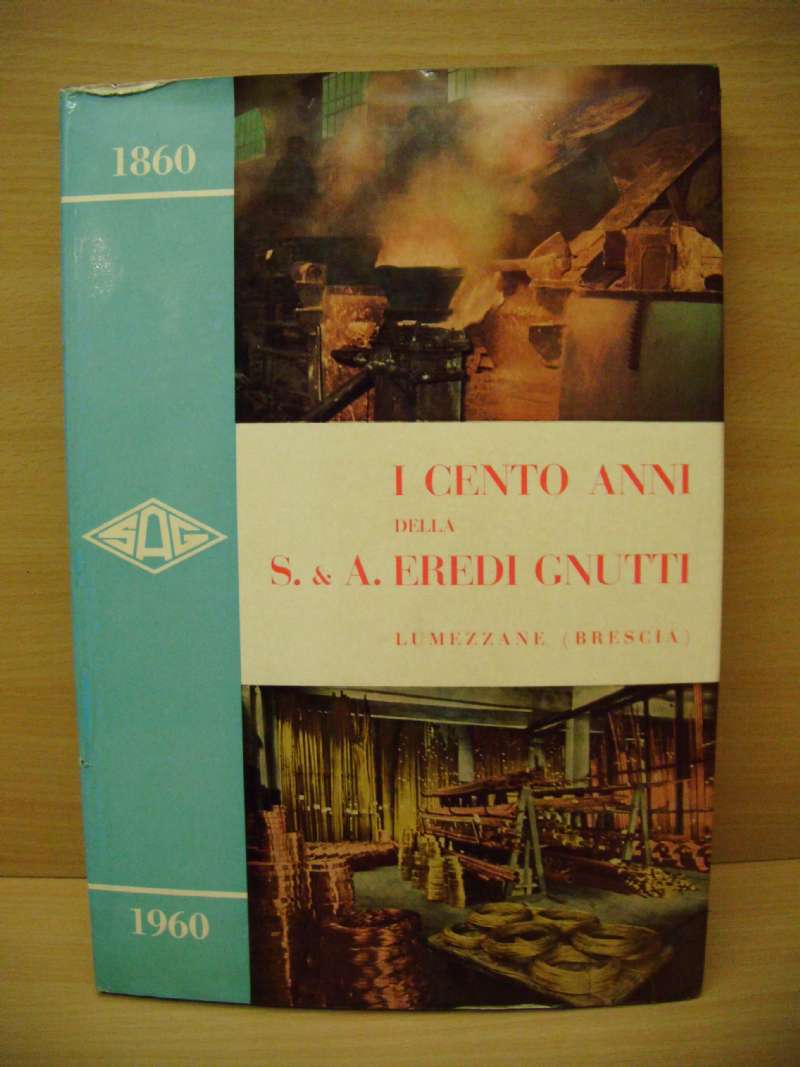 1860
SAG
1960
I CENTO ANNI
DELLA
S. & A. EREDI GNUTTI
LUMEZZANE (BRESCIA)